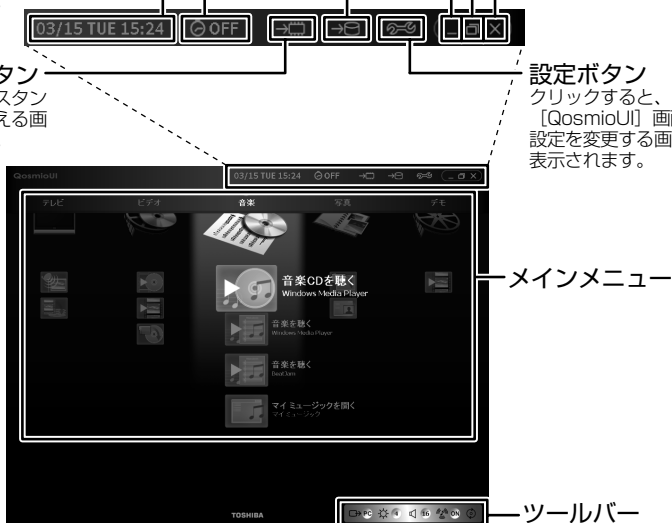 03/15 TUE 15:24
OFF
タン
スタン
える画
設定ボタン
クリックすると、
［QosmioUI］画
設定を変更する画
表示されます。
QosmioUI
03/15 TUE 15:24
OFF
テレビ
ビデオ
音楽
写真
デモ
音楽CDを聴く
Windows Media Player
音楽を聴く
Windows Media Player
音楽を聴く
BeatJam
マイ ミュージックを開く
マイ ミュージック
メインメニュー
TOSHIBA
PC
16
ON
ツールバー